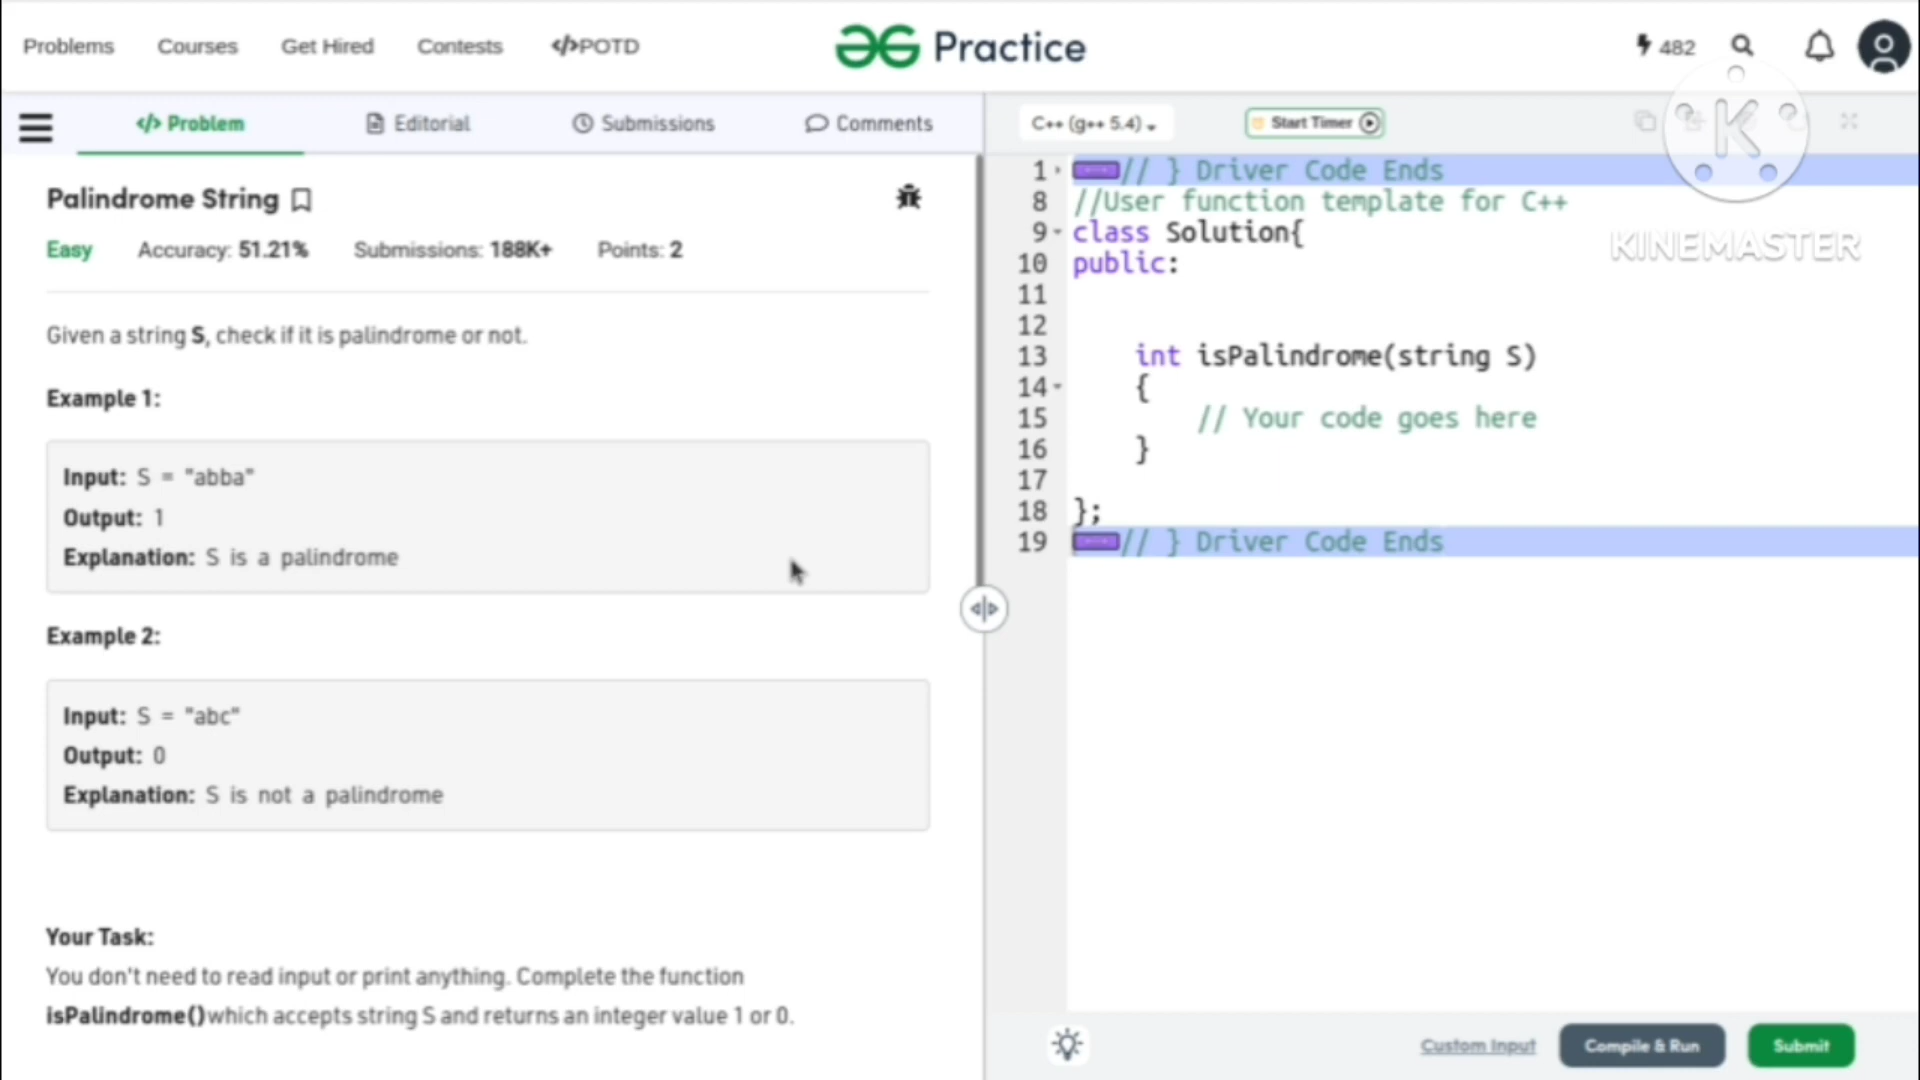 Problems Courses Get Hired Contests </>POTD
Practice
482
</> Problem Editorial Submissions Comments
C++ (g++ 5.4)
Start Timer
K
KINEMASTER
Palindrome String
Easy Accuracy: 51.21% Submissions: 188K+ Points: 2
Given a string S, check if it is palindrome or not.
Example 1:
Input: S = "abba"
Output: 1
Explanation: S is a palindrome
Example 2:
Input: S = "abc"
Output: 0
Explanation: S is not a palindrome
Your Task:
You don't need to read input or print anything. Complete the function
isPalindrome() which accepts string S and returns an integer value 1 or 0.
1 // } Driver Code Ends
8 //User function template for C++
9 class Solution{
10 public:
11
12
13 int isPalindrome(string S)
14 {
15 // Your code goes here
16 }
17
18 };
19 // } Driver Code Ends
Custom Input Compile & Run Submit